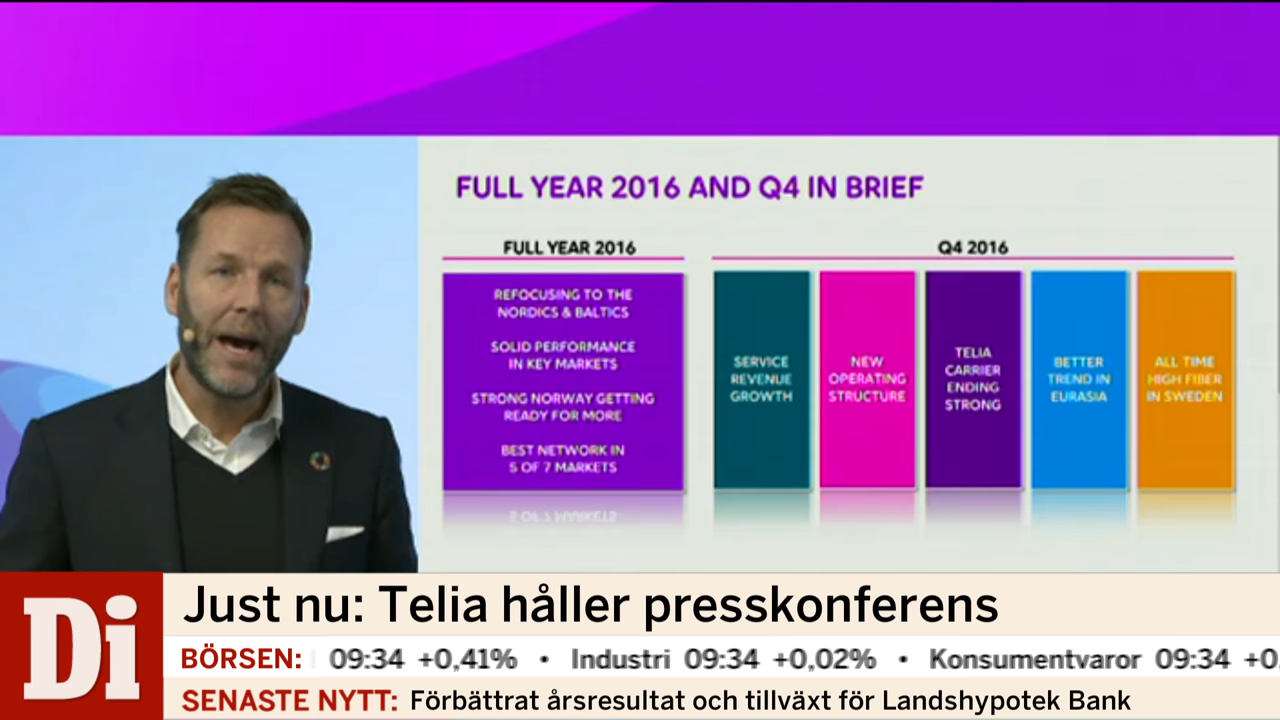 FULL YEAR 2016 AND Q4 IN BRIEF
FULL YEAR 2016
REFOCUSING TO THE
NORDICS & BALTICS
SOLID PERFORMANCE
IN KEY MARKETS
STRONG NORWAY GETTING
READY FOR MORE
BEST NETWORK IN
5 OF 7 MARKETS
Q4 2016
SERVICE
REVENUE
GROWTH
NEW
OPERATING
STRUCTURE
TELIA
CARRIER
ENDING
STRONG
BETTER
TREND IN
EURASIA
ALL TIME
HIGH FIBER
IN SWEDEN
Di
Just nu: Telia håller presskonferens
BÖRSEN: 09:34 +0,41% • Industri 09:34 +0,02% • Konsumentvaror 09:34 +0
SENASTE NYTT: Förbättrat årsresultat och tillväxt för Landshypotek Bank